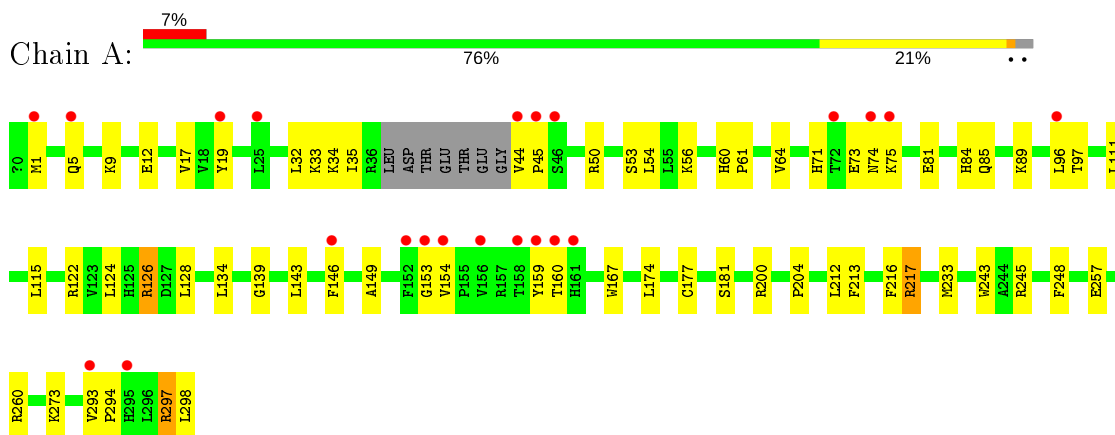 7%
Chain A:
76% 21% • •
?0 M1 Q5 K9 E12 V17 V18 Y19 L25 L32 K33 K34 I35 R36 LEU ASP THR GLU THR GLU GLY V44 P45 S46 R50 S53 L54 L55 K56 H60 P61 V64 H71 T72 E73 N74 K75 E81 H84 Q85 K89 L96 T97 L111
L115 R122 V123 L124 H125 R126 D127 L128 L134 G139 L143 F146 A149 F152 G153 V154 P155 V156 R157 T158 Y159 T160 H161 W167 L174 C177 S181 R200 P204 L212 F213 F216 R217 M233 W243 A244 R245 F248 E257
R260 K273 V293 P294 H295 L296 R297 L298